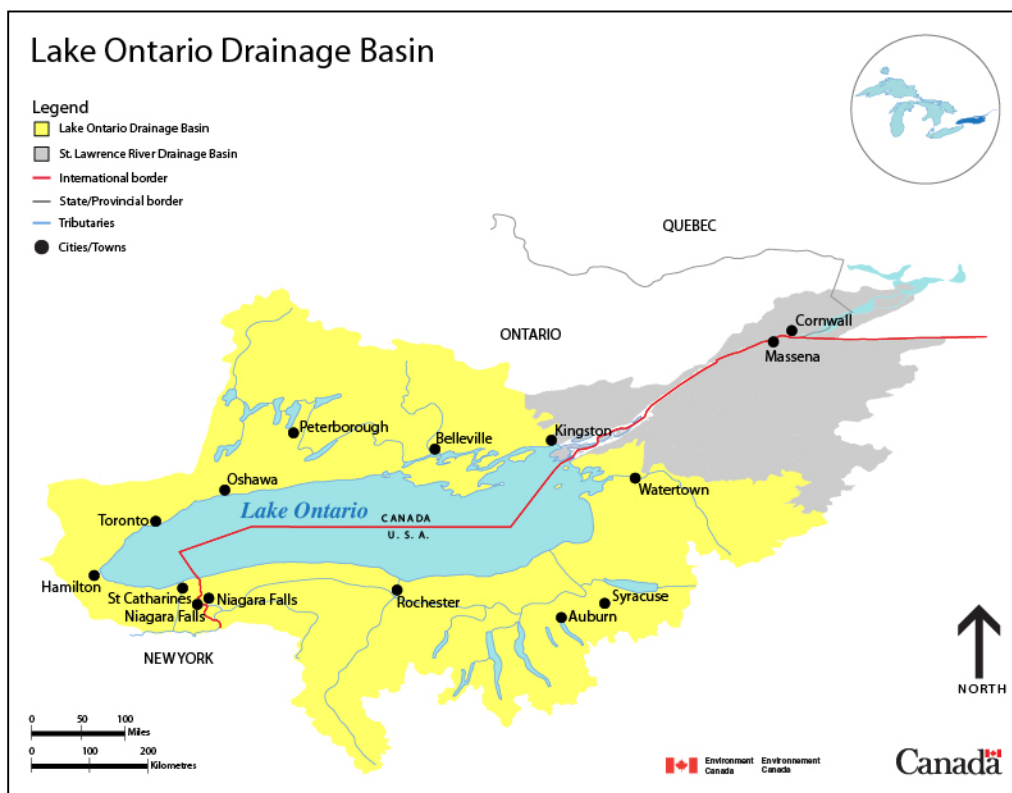 Lake Ontario Drainage Basin
Legend
Lake Ontario Drainage Basin
St. Lawrence River Drainage Basin
International border
State/Provincial border
Tributaries
Cities/Towns
QUEBEC
ONTARIO
Cornwall
Massena
Peterborough
Belleville
Kingston
Oshawa
Watertown
Toronto
Lake Ontario
CANADA
U. S. A.
Hamilton
St Catharines
Niagara Falls
Niagara Falls
Rochester
Syracuse
Auburn
NEW YORK
NORTH
0 50 100
Miles
0 100 200
Kilometres
Environment Environnement
Canada Canada
Canada